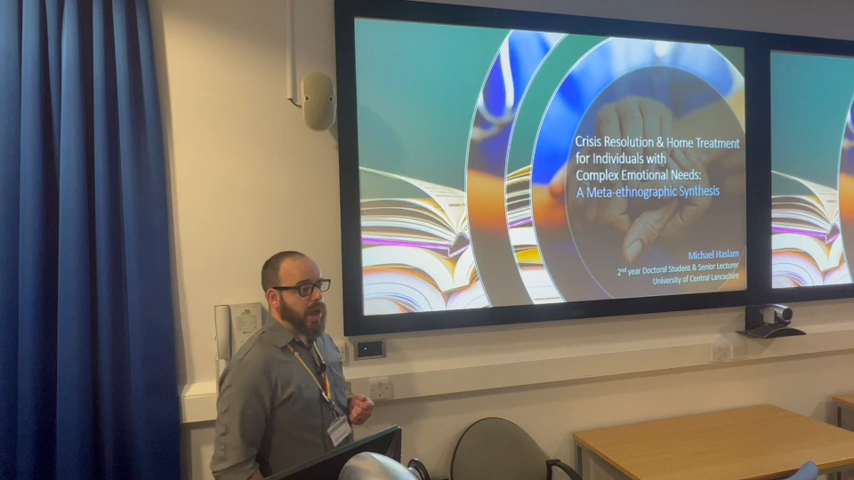 Crisis Resolution & Home Treatment
for Individuals with
Complex Emotional Needs:
A Meta-ethnographic Synthesis
Michael Haslam
2nd year Doctoral Student & Senior Lecturer
University of Central Lancashire